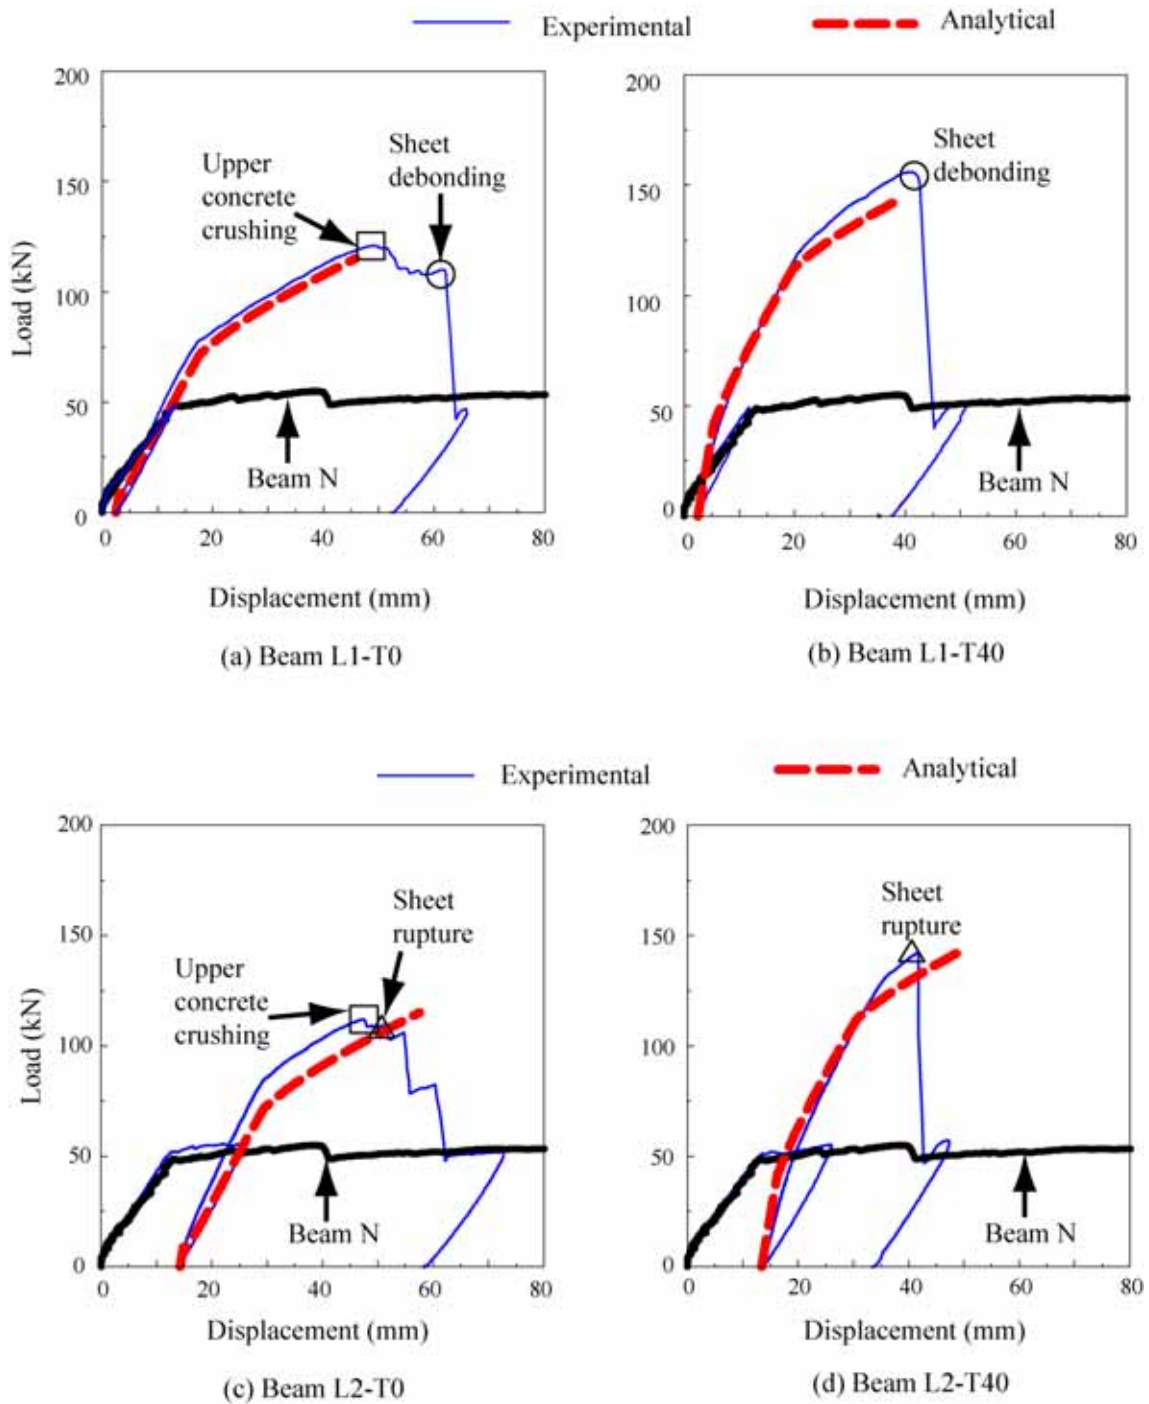 Experimental
Analytical
200
150
100
50
0
Load (kN)
Upper
concrete
crushing
Sheet
debonding
Beam N
0
20
40
60
80
Displacement (mm)
(a) Beam L1-T0
200
150
100
50
0
Sheet
debonding
Beam N
0
20
40
60
80
Displacement (mm)
(b) Beam L1-T40
Experimental
Analytical
200
150
100
50
0
Load (kN)
Upper
concrete
crushing
Sheet
rupture
Beam N
0
20
40
60
80
Displacement (mm)
(c) Beam L2-T0
200
150
100
50
0
Sheet
rupture
Beam N
0
20
40
60
80
Displacement (mm)
(d) Beam L2-T40